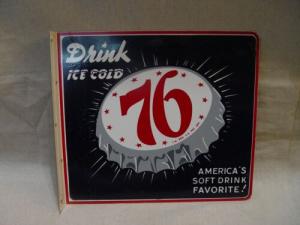 Drink
ICE COLD
76
AMERICA'S
SOFT DRINK
FAVORITE!